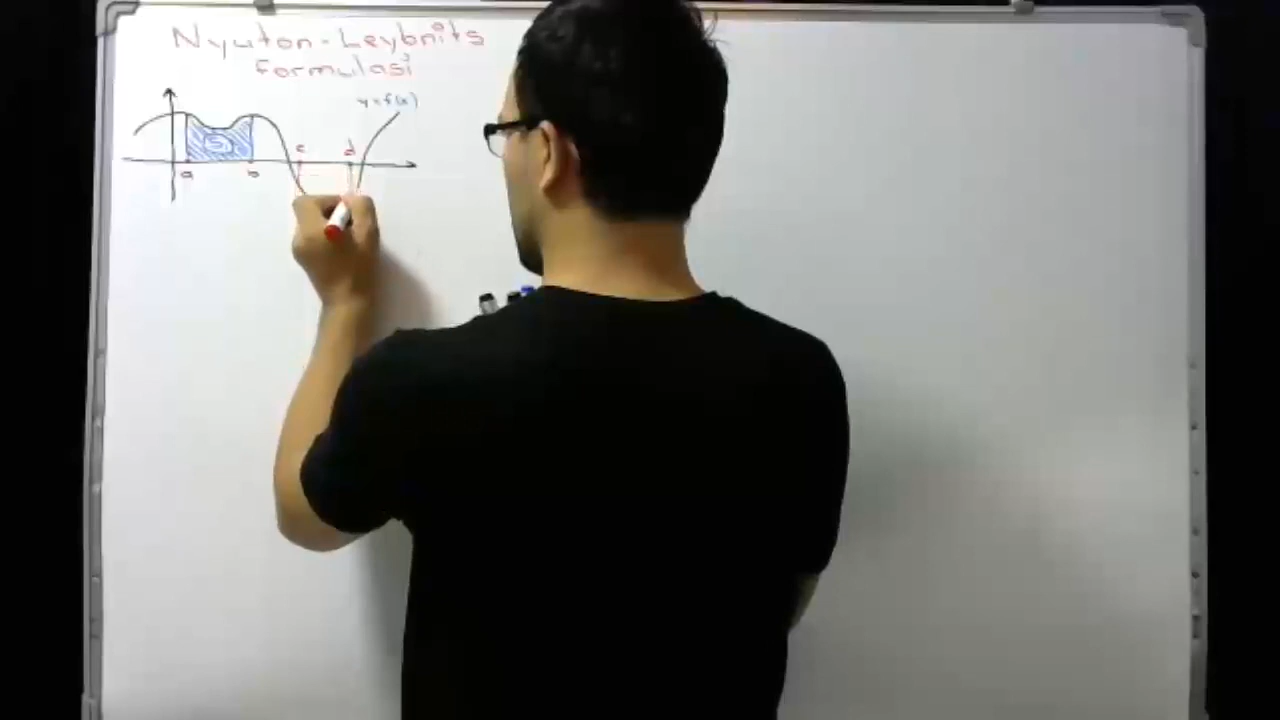 Nyuton-Leybnits
formulasi
y=f(x)
S
c d
a b